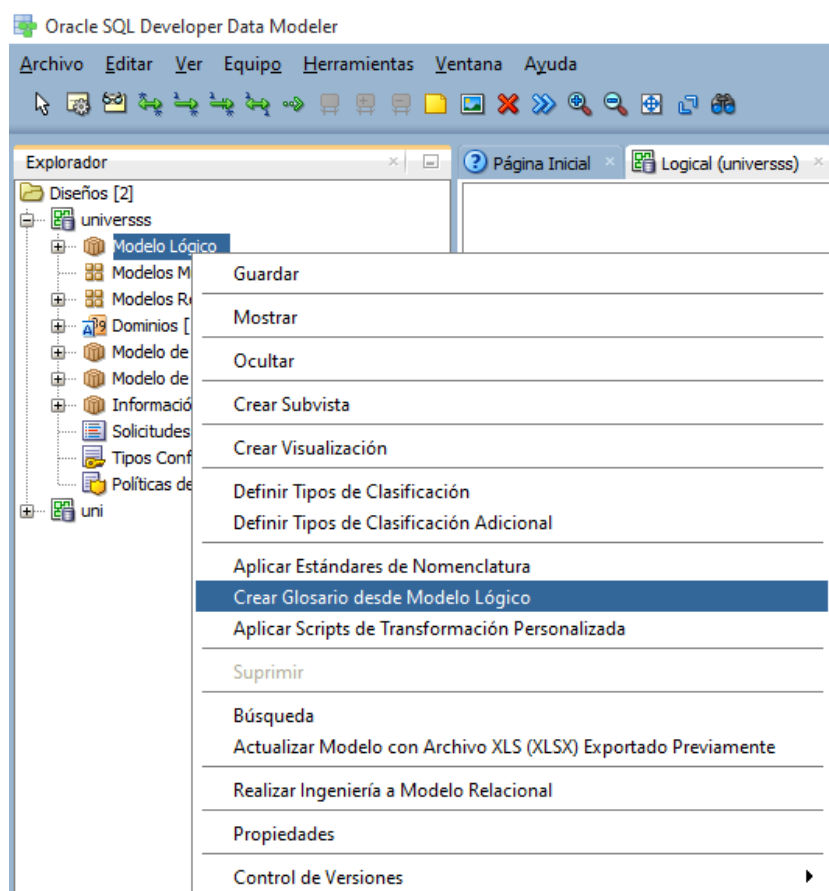 Oracle SQL Developer Data Modeler
Archivo Editar Ver Equipo Herramientas Ventana Ayuda
Explorador
Página Inicial
Logical (universss)
Diseños [2]
universss
Modelo Lógico
Modelos M
Modelos Re
Dominios [
Modelo de
Modelo de
Informació
Solicitudes
Tipos Conf
Políticas de
uni
Guardar
Mostrar
Ocultar
Crear Subvista
Crear Visualización
Definir Tipos de Clasificación
Definir Tipos de Clasificación Adicional
Aplicar Estándares de Nomenclatura
Crear Glosario desde Modelo Lógico
Aplicar Scripts de Transformación Personalizada
Suprimir
Búsqueda
Actualizar Modelo con Archivo XLS (XLSX) Exportado Previamente
Realizar Ingeniería a Modelo Relacional
Propiedades
Control de Versiones